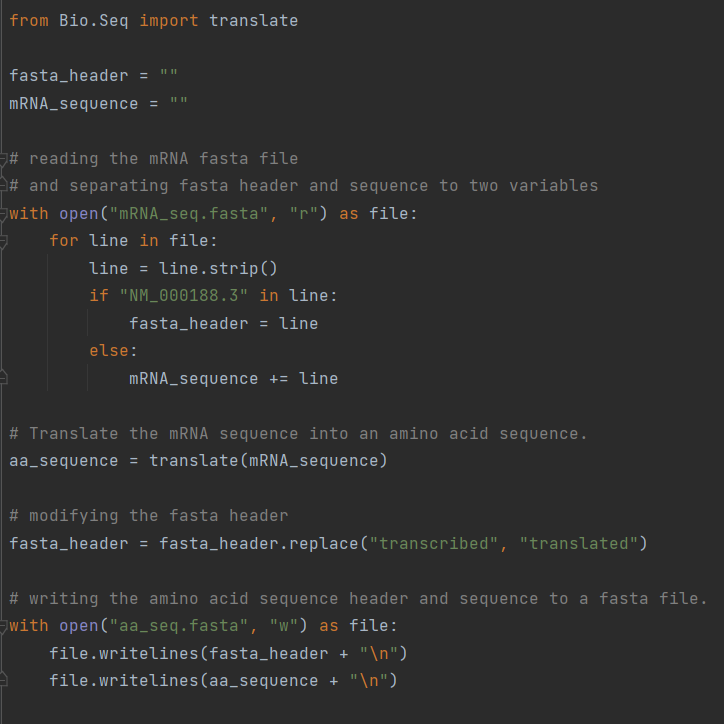 from Bio.Seq import translate
fasta_header = ""
mRNA_sequence = ""
# reading the mRNA fasta file
# and separating fasta header and sequence to two variables
with open("mRNA_seq.fasta", "r") as file:
    for line in file:
        line = line.strip()
        if "NM_000188.3" in line:
            fasta_header = line
        else:
            mRNA_sequence += line
# Translate the mRNA sequence into an amino acid sequence.
aa_sequence = translate(mRNA_sequence)
# modifying the fasta header
fasta_header = fasta_header.replace("transcribed", "translated")
# writing the amino acid sequence header and sequence to a fasta file.
with open("aa_seq.fasta", "w") as file:
    file.writelines(fasta_header + "\n")
    file.writelines(aa_sequence + "\n")